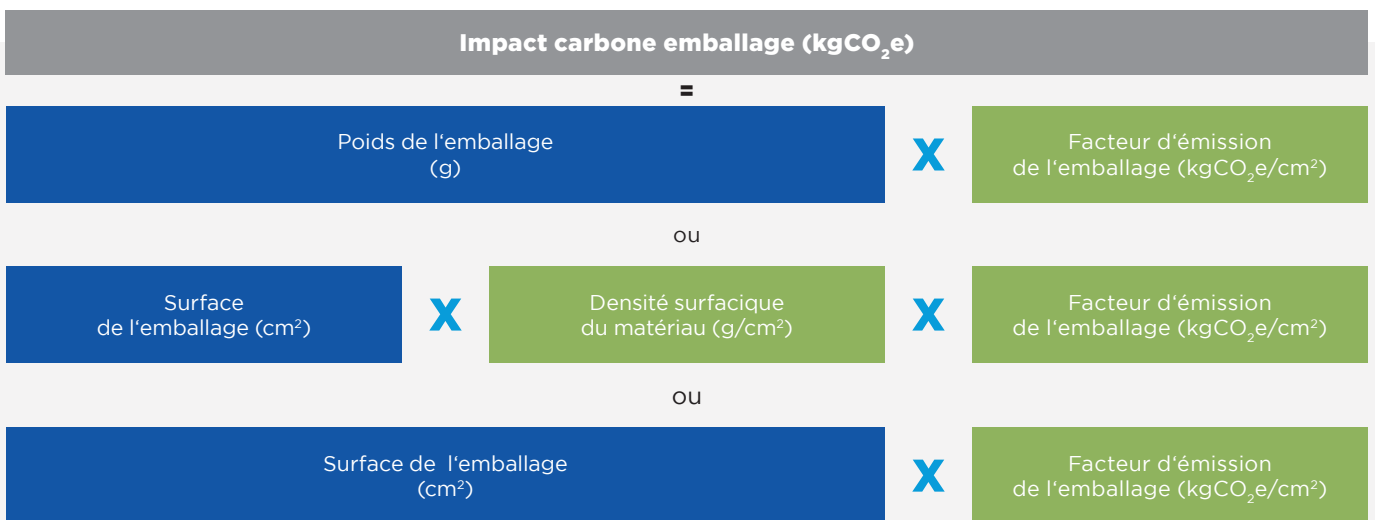 Impact carbone emballage (kgCO₂e)
=
Poids de l‘emballage
(g)
X
Facteur d‘émission
de l‘emballage (kgCO₂e/cm²)
ou
Surface
de l‘emballage (cm²)
X
Densité surfacique
du matériau (g/cm²)
X
Facteur d‘émission
de l‘emballage (kgCO₂e/cm²)
ou
Surface de l‘emballage
(cm²)
X
Facteur d‘émission
de l‘emballage (kgCO₂e/cm²)